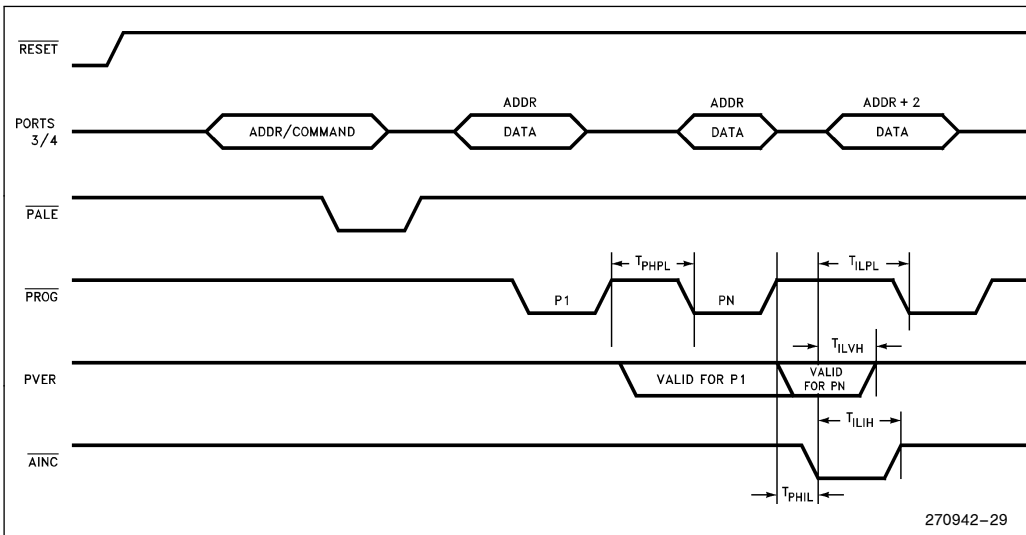 RESET
ADDR ADDR ADDR + 2
PORTS
3/4
ADDR/COMMAND DATA DATA DATA
PALE
TPHPL TILPL
PROG
P1 PN
TILVH
PVER
VALID FOR P1
VALID
FOR PN
TILIH
AINC
TPHIL
270942-29